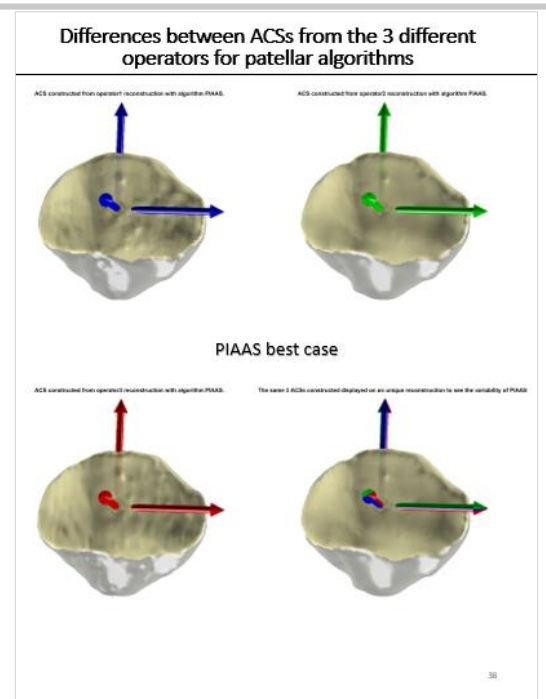 Differences between ACSs from the 3 different
operators for patellar algorithms
ACS constructed from operator1 reconstruction with algorithm PIAAS.
ACS constructed from operator2 reconstruction with algorithm PIAAS.
PIAAS best case
ACS constructed from operator3 reconstruction with algorithm PIAAS.
The same 3 ACSs constructed displayed on an unique reconstruction to see the variability of PIAAS
38